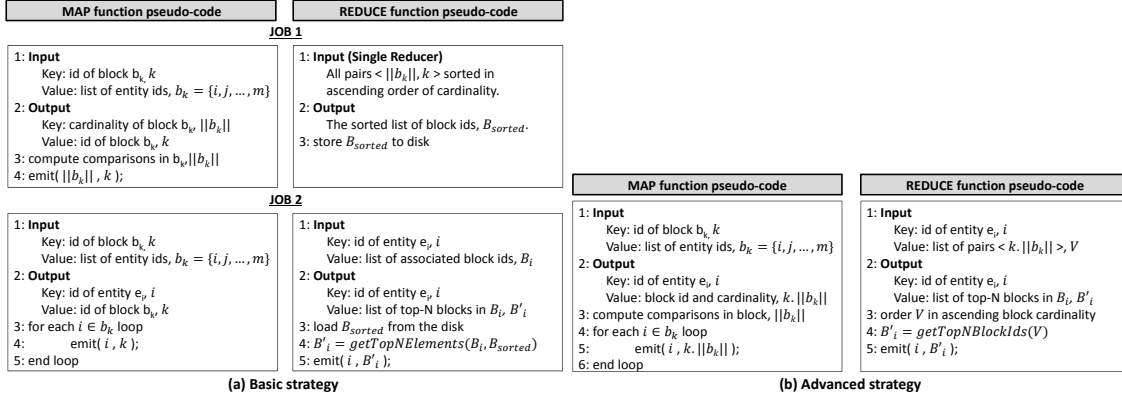 MAP function pseudo-code
REDUCE function pseudo-code
JOB 1
1: Input
Key: id of block b_k, k
Value: list of entity ids, b_k = {i, j, … , m}
2: Output
Key: cardinality of block b_k, ||b_k||
Value: id of block b_k, k
3: compute comparisons in b_k, ||b_k||
4: emit( ||b_k|| , k );
1: Input (Single Reducer)
All pairs < ||b_k||, k > sorted in
ascending order of cardinality.
2: Output
The sorted list of block ids, B_sorted.
3: store B_sorted to disk
JOB 2
1: Input
Key: id of block b_k, k
Value: list of entity ids, b_k = {i, j, … , m}
2: Output
Key: id of entity e_i, i
Value: id of block b_k, k
3: for each i ∈ b_k loop
4: emit( i , k );
5: end loop
1: Input
Key: id of entity e_i, i
Value: list of associated block ids, B_i
2: Output
Key: id of entity e_i, i
Value: list of top-N blocks in B_i, B'_i
3: load B_sorted from the disk
4: B'_i = getTopNElements(B_i, B_sorted)
5: emit( i , B'_i );
(a) Basic strategy
MAP function pseudo-code
REDUCE function pseudo-code
1: Input
Key: id of block b_k, k
Value: list of entity ids, b_k = {i, j, … , m}
2: Output
Key: id of entity e_i, i
Value: block id and cardinality, k. ||b_k||
3: compute comparisons in block, ||b_k||
4: for each i ∈ b_k loop
5: emit( i , k. ||b_k|| );
6: end loop
1: Input
Key: id of entity e_i, i
Value: list of pairs < k. ||b_k|| >, V
2: Output
Key: id of entity e_i, i
Value: list of top-N blocks in B_i, B'_i
3: order V in ascending block cardinality
4: B'_i = getTopNBlockIds(V)
5: emit( i , B'_i );
(b) Advanced strategy